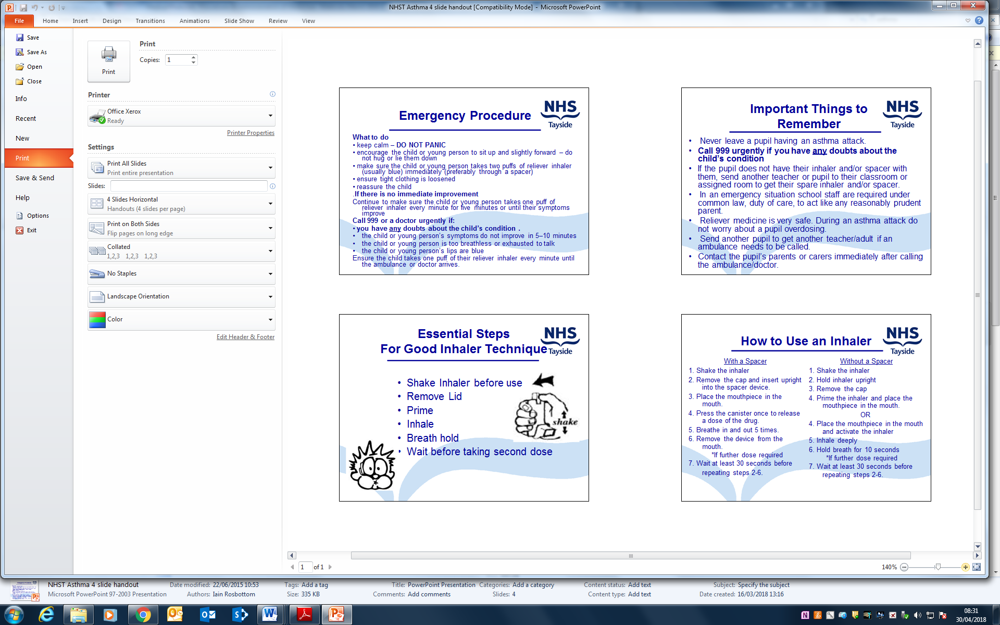 NHST Asthma 4 slide handout [Compatibility Mode] - Microsoft PowerPoint
File Home Insert Design Transitions Animations Slide Show Review View
Save
Save As
Open
Close
Info
Recent
New
Print
Save & Send
Help
Options
Exit
Print
Print
Copies: 1
Printer
Office Xerox
Ready
Printer Properties
Settings
Print All Slides
Print entire presentation
Slides:
4 Slides Horizontal
Handouts (4 slides per page)
Print on Both Sides
Flip pages on long edge
Collated
1,2,3 1,2,3 1,2,3
No Staples
Landscape Orientation
Color
Edit Header & Footer
Emergency Procedure
NHS
Tayside
What to do
• keep calm – DO NOT PANIC
• encourage the child or young person to sit up and slightly forward – do
not hug or lie them down
• make sure the child or young person takes two puffs of reliever inhaler
(usually blue) immediately (preferably through a spacer)
• ensure tight clothing is loosened
• reassure the child
.If there is no immediate improvement
Continue to make sure the child or young person takes one puff of
reliever inhaler every minute for five minutes or until their symptoms
improve
Call 999 or a doctor urgently if:
• you have any doubts about the child's condition .
• the child or young person's symptoms do not improve in 5–10 minutes
• the child or young person is too breathless or exhausted to talk
• the child or young person's lips are blue
Ensure the child takes one puff of their reliever inhaler every minute until
the ambulance or doctor arrives.
Important Things to
Remember
NHS
Tayside
• Never leave a pupil having an asthma attack.
• Call 999 urgently if you have any doubts about the
child's condition
• If the pupil does not have their inhaler and/or spacer with
them, send another teacher or pupil to their classroom or
assigned room to get their spare inhaler and/or spacer.
• In an emergency situation school staff are required under
common law, duty of care, to act like any reasonably prudent
parent.
• Reliever medicine is very safe. During an asthma attack do
not worry about a pupil overdosing.
• Send another pupil to get another teacher/adult if an
ambulance needs to be called.
• Contact the pupil's parents or carers immediately after calling
the ambulance/doctor.
Essential Steps
For Good Inhaler Technique
NHS
Tayside
• Shake Inhaler before use
• Remove Lid
• Prime
• Inhale
• Breath hold
• Wait before taking second dose
shake
How to Use an Inhaler
NHS
Tayside
With a Spacer
1. Shake the inhaler
2. Remove the cap and insert upright
into the spacer device.
3. Place the mouthpiece in the
mouth.
4. Press the canister once to release
a dose of the drug.
5. Breathe in and out 5 times.
6. Remove the device from the
mouth.
*If further dose required
7. Wait at least 30 seconds before
repeating steps 2-6.
Without a Spacer
1. Shake the inhaler
2. Hold inhaler upright
3. Remove the cap
4. Prime the inhaler and place the
mouthpiece in the mouth.
OR
4. Place the mouthpiece in the mouth
and activate the inhaler
5. Inhale deeply
6. Hold breath for 10 seconds
*If further dose required
7. Wait at least 30 seconds before
repeating steps 2-6.
1 of 1
140%
NHST Asthma 4 slide handout Date modified: 22/06/2015 10:53 Tags: Add a tag Title: PowerPoint Presentation Categories: Add a category Content status: Add text Subject: Specify the subject
Microsoft PowerPoint 97-2003 Presentation Authors: Iain Rosbottom Size: 335 KB Comments: Add comments Slides: 4 Content type: Add text Date created: 16/03/2018 13:16
08:31
30/04/2018